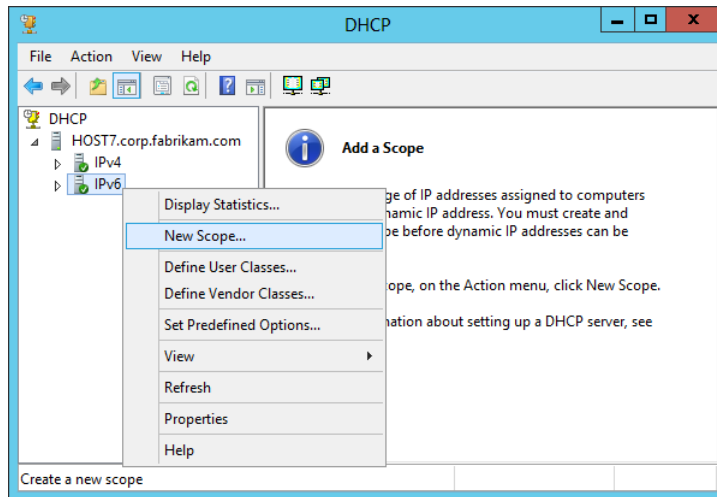 DHCP
File Action View Help
DHCP
HOST7.corp.fabrikam.com
IPv4
IPv6
Add a Scope
ge of IP addresses assigned to computers
namic IP address. You must create and
pe before dynamic IP addresses can be
ope, on the Action menu, click New Scope.
nation about setting up a DHCP server, see
Display Statistics...
New Scope...
Define User Classes...
Define Vendor Classes...
Set Predefined Options...
View
Refresh
Properties
Help
Create a new scope